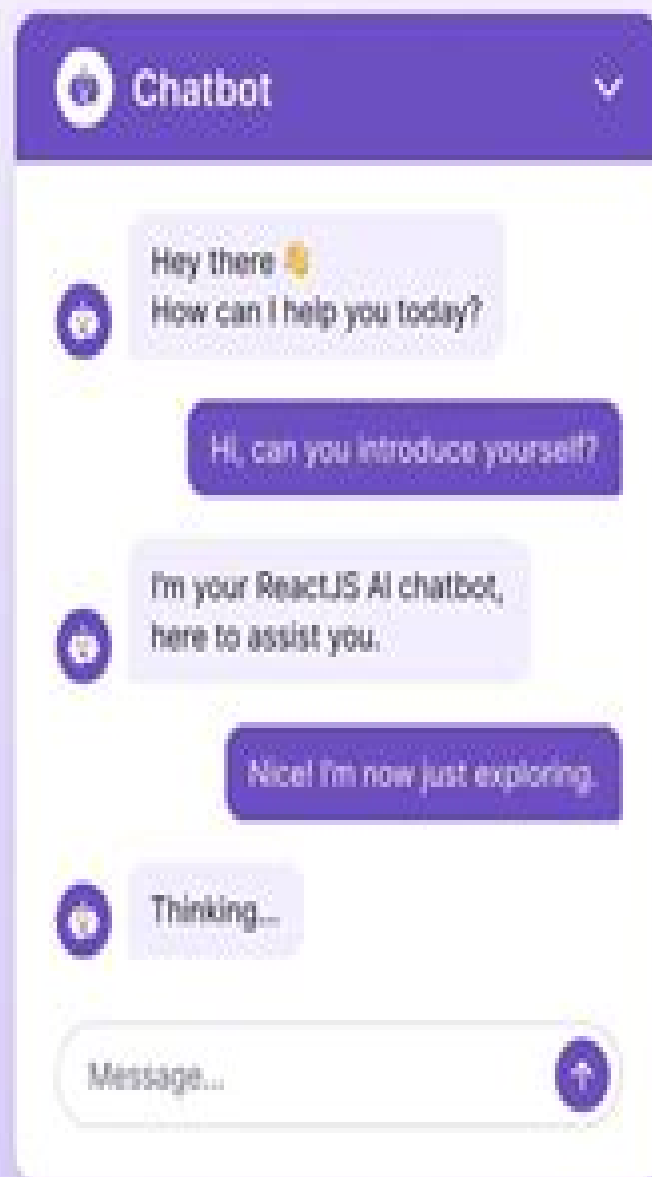 Chatbot
Hey there 👋
How can I help you today?
Hi, can you introduce yourself?
I'm your ReactJS AI chatbot,
here to assist you.
Nice! I'm now just exploring.
Thinking...
Message...